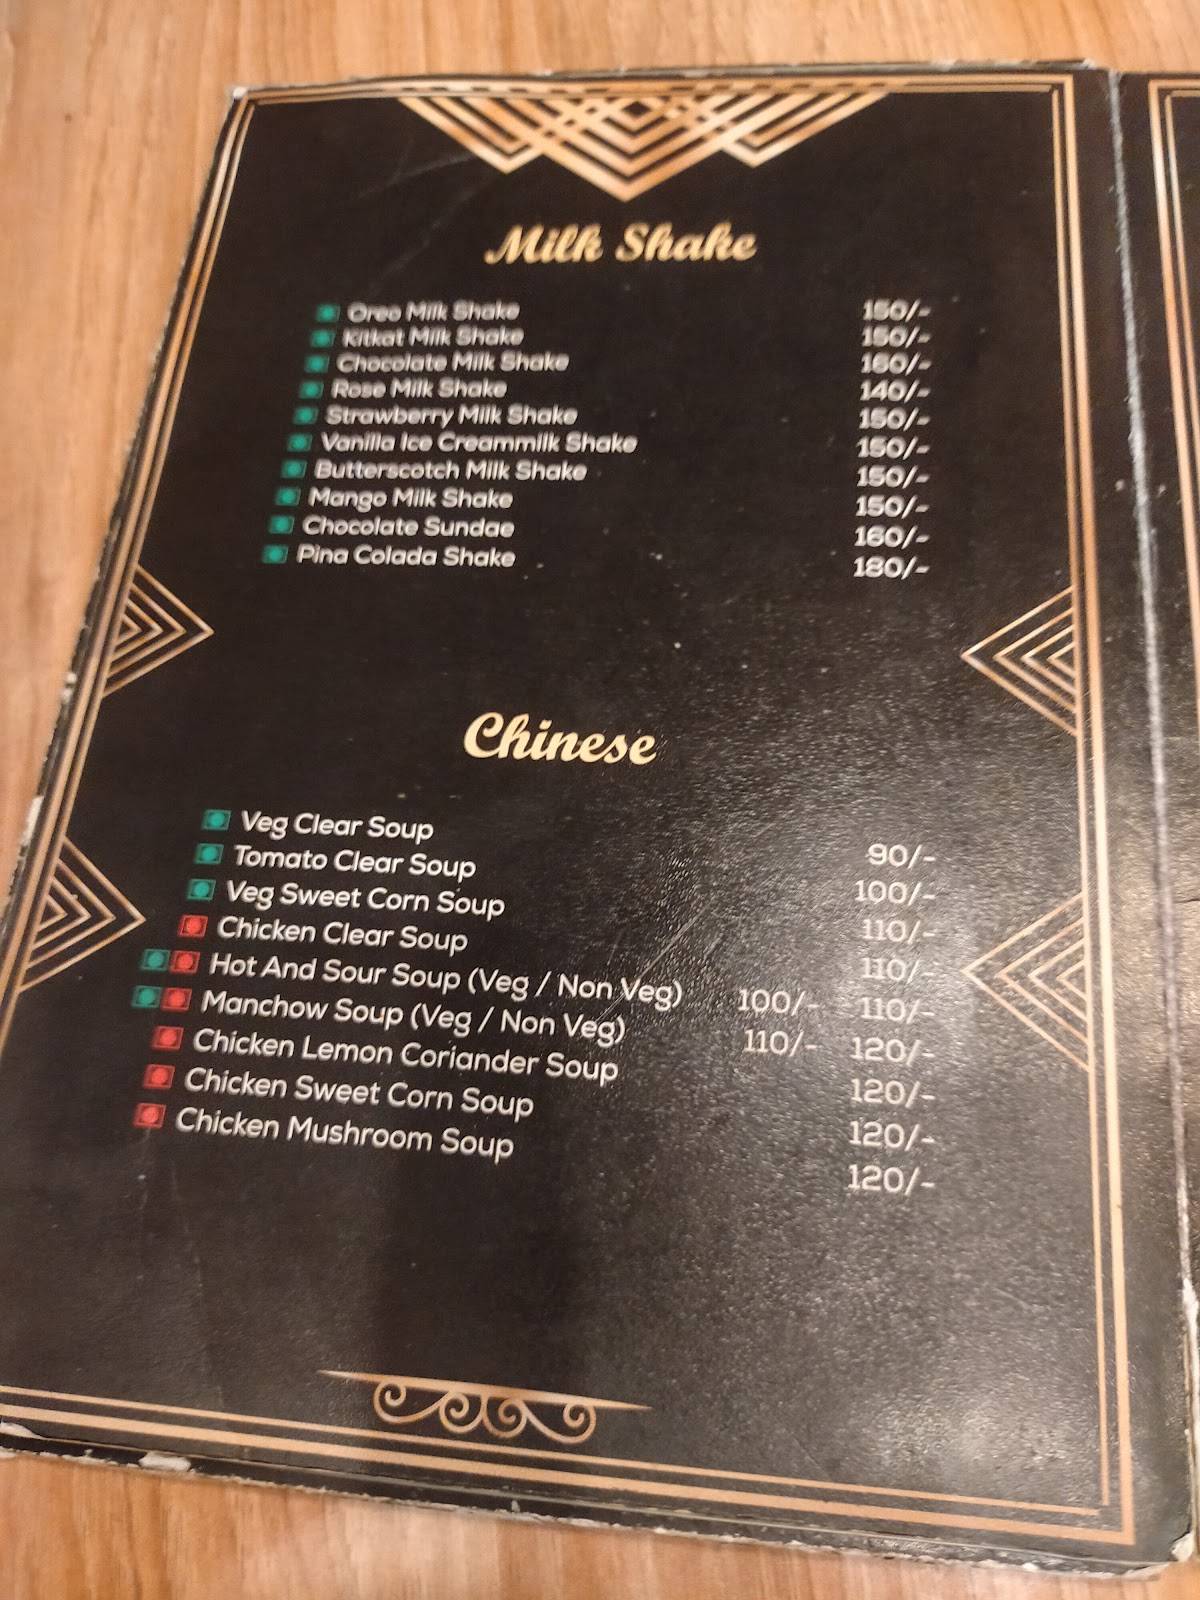 Milk Shake
Oreo Milk Shake 150/-
Kitkat Milk Shake 150/-
Chocolate Milk Shake 160/-
Rose Milk Shake 140/-
Strawberry Milk Shake 150/-
Vanilla Ice Creammilk Shake 150/-
Butterscotch Milk Shake 150/-
Mango Milk Shake 150/-
Chocolate Sundae 160/-
Pina Colada Shake 180/-
Chinese
Veg Clear Soup 90/-
Tomato Clear Soup 100/-
Veg Sweet Corn Soup 110/-
Chicken Clear Soup 110/-
Hot And Sour Soup (Veg / Non Veg) 100/- 110/-
Manchow Soup (Veg / Non Veg) 110/- 120/-
Chicken Lemon Coriander Soup 120/-
Chicken Sweet Corn Soup 120/-
Chicken Mushroom Soup 120/-